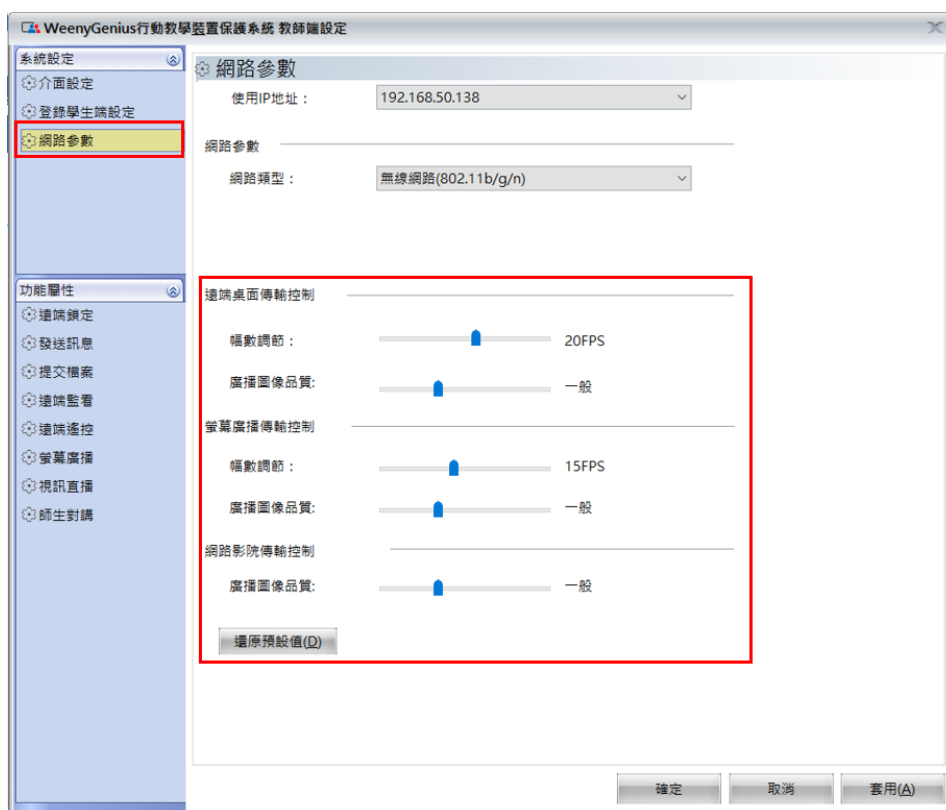 WeenyGenius行動教學裝置保護系統 教師端設定
系統設定
介面設定
登錄學生端設定
網路參數
功能屬性
遠端鎖定
發送訊息
提交檔案
遠端監看
遠端遙控
螢幕廣播
視訊直播
師生對講
網路參數
使用IP地址： 192.168.50.138
網路參數
網路類型： 無線網路(802.11b/g/n)
遠端桌面傳輸控制
幅數調節： 20FPS
廣播圖像品質: 一般
螢幕廣播傳輸控制
幅數調節： 15FPS
廣播圖像品質: 一般
網路影院傳輸控制
廣播圖像品質: 一般
還原預設值(D)
確定 取消 套用(A)